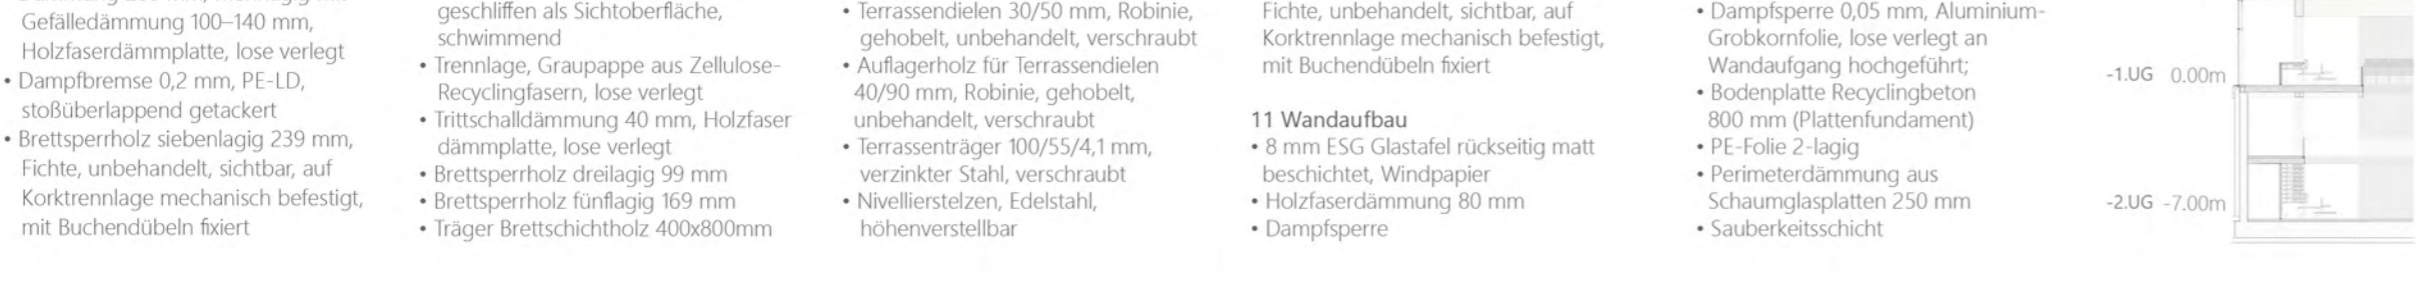 Gefälledämmung 100–140 mm,
Holzfaserdämmplatte, lose verlegt
• Dampfbremse 0,2 mm, PE-LD,
stoßüberlappend getackert
• Brettsperrholz siebenlagig 239 mm,
Fichte, unbehandelt, sichtbar, auf
Korktrennlage mechanisch befestigt,
mit Buchendübeln fixiert
geschliffen als Sichtoberfläche,
schwimmend
• Trennlage, Graupappe aus Zellulose-
Recyclingfasern, lose verlegt
• Trittschalldämmung 40 mm, Holzfaser
dämmplatte, lose verlegt
• Brettsperrholz dreilagig 99 mm
• Brettsperrholz fünflagig 169 mm
• Träger Brettschichtholz 400x800mm
• Terrassendielen 30/50 mm, Robinie,
gehobelt, unbehandelt, verschraubt
• Auflagerholz für Terrassendielen
40/90 mm, Robinie, gehobelt,
unbehandelt, verschraubt
• Terrassenträger 100/55/4,1 mm,
verzinkter Stahl, verschraubt
• Nivellierstelzen, Edelstahl,
höhenverstellbar
Fichte, unbehandelt, sichtbar, auf
Korktrennlage mechanisch befestigt,
mit Buchendübeln fixiert
11 Wandaufbau
• 8 mm ESG Glastafel rückseitig matt
beschichtet, Windpapier
• Holzfaserdämmung 80 mm
• Dampfsperre
• Dampfsperre 0,05 mm, Aluminium-
Grobkornfolie, lose verlegt an
Wandaufgang hochgeführt;
• Bodenplatte Recyclingbeton
800 mm (Plattenfundament)
• PE-Folie 2-lagig
• Perimeterdämmung aus
Schaumglasplatten 250 mm
• Sauberkeitsschicht
-1.UG 0.00m
-2.UG -7.00m